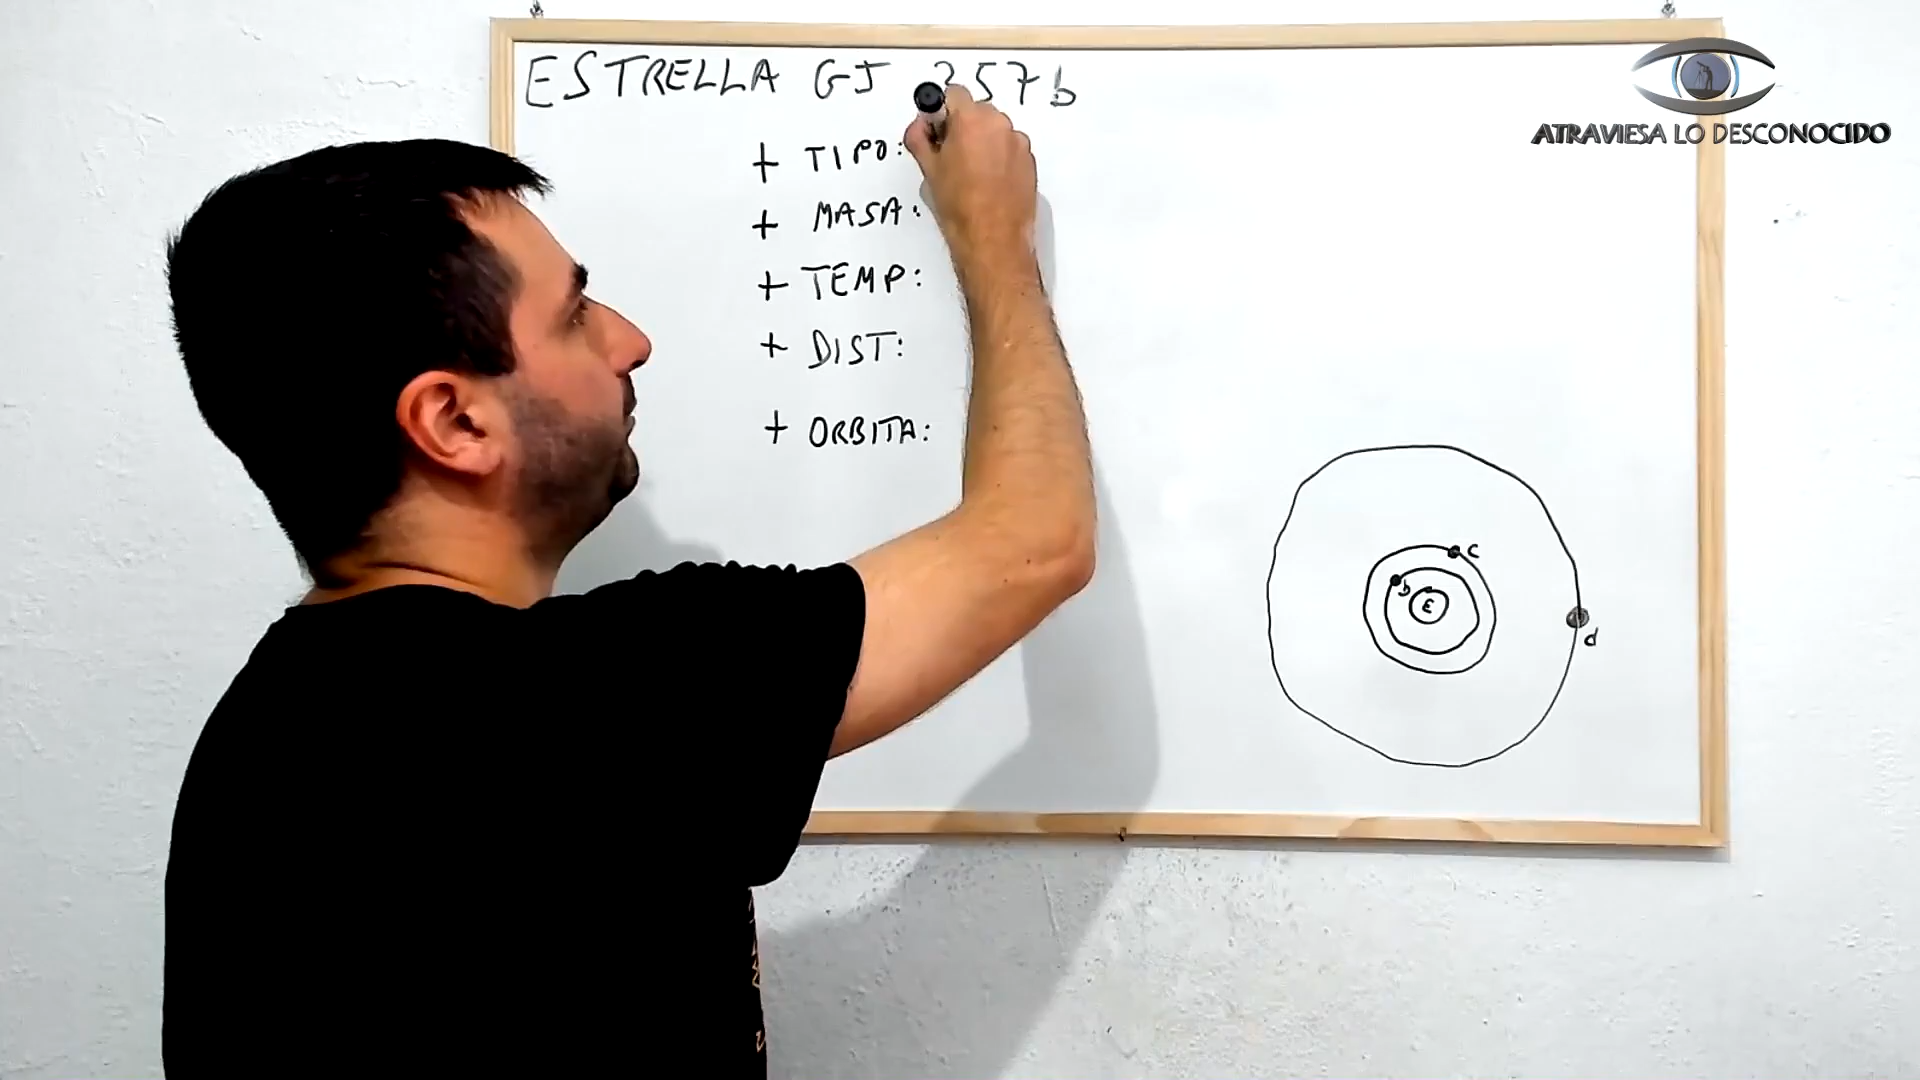 ESTRELLA GJ 357b
+ TIPO:
+ MASA:
+ TEMP:
+ DIST:
+ ORBITA:
c
b
E
d
ATRAVIESA LO DESCONOCIDO